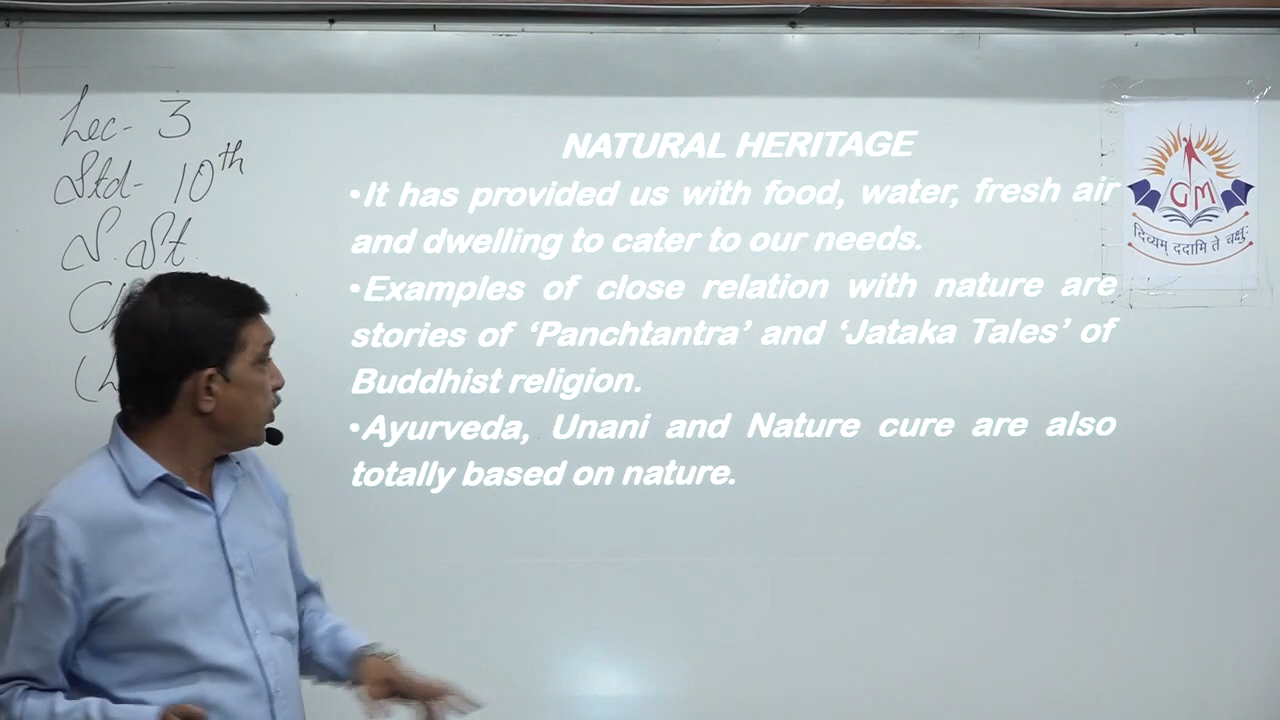 Lec- 3
Std- 10th
S. St.
NATURAL HERITAGE
•It has provided us with food, water, fresh air
and dwelling to cater to our needs.
•Examples of close relation with nature are
stories of ‘Panchtantra’ and ‘Jataka Tales’ of
Buddhist religion.
•Ayurveda, Unani and Nature cure are also
totally based on nature.
GM
दिव्यम् ददामि ते चक्षुः